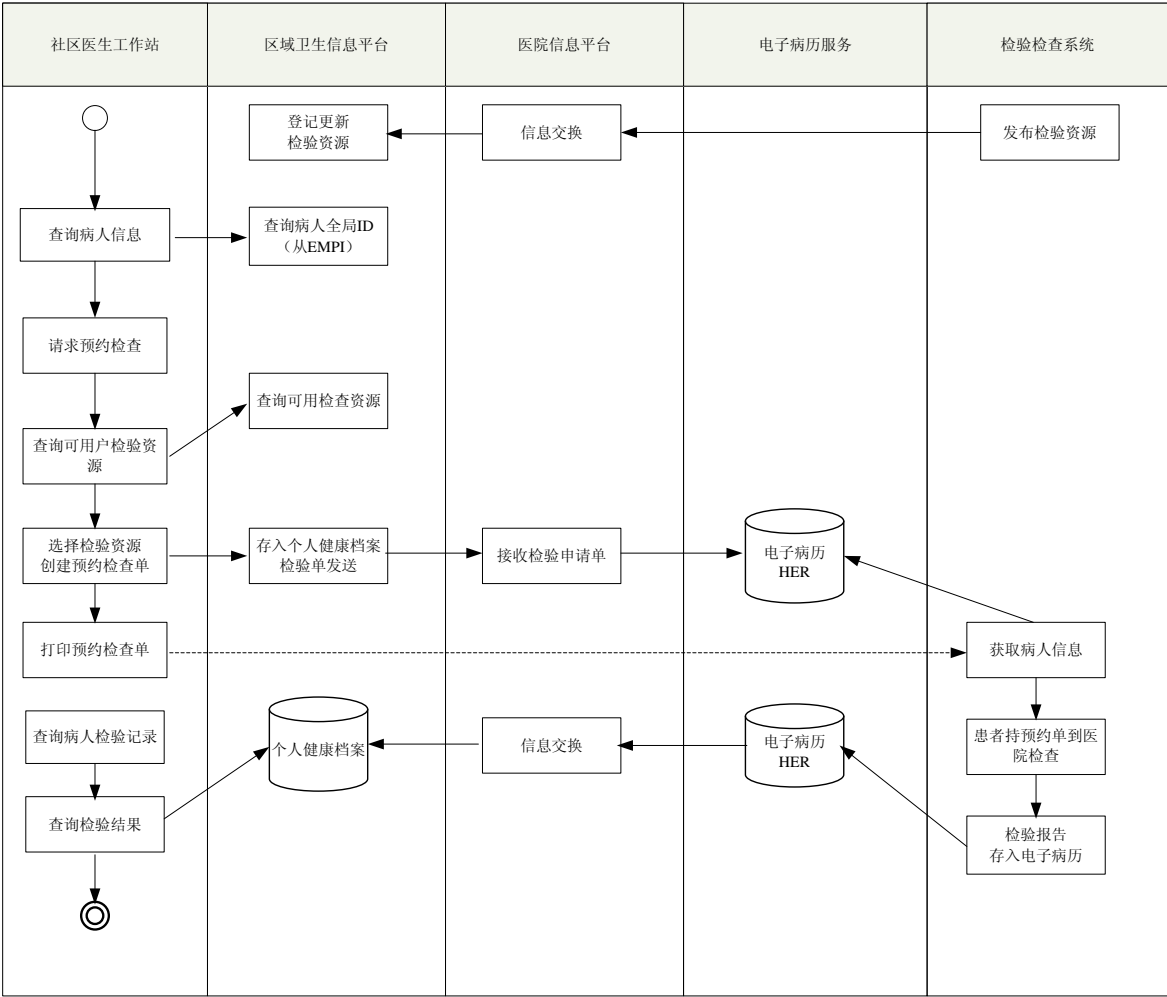 社区医生工作站
区域卫生信息平台
医院信息平台
电子病历服务
检验检查系统
登记更新
检验资源
信息交换
发布检验资源
查询病人信息
查询病人全局ID
（从EMPI）
请求预约检查
查询可用检查资源
查询可用户检验资
源
选择检验资源
创建预约检查单
存入个人健康档案
检验单发送
接收检验申请单
电子病历
HER
打印预约检查单
获取病人信息
查询病人检验记录
个人健康档案
信息交换
电子病历
HER
患者持预约单到医
院检查
查询检验结果
检验报告
存入电子病历